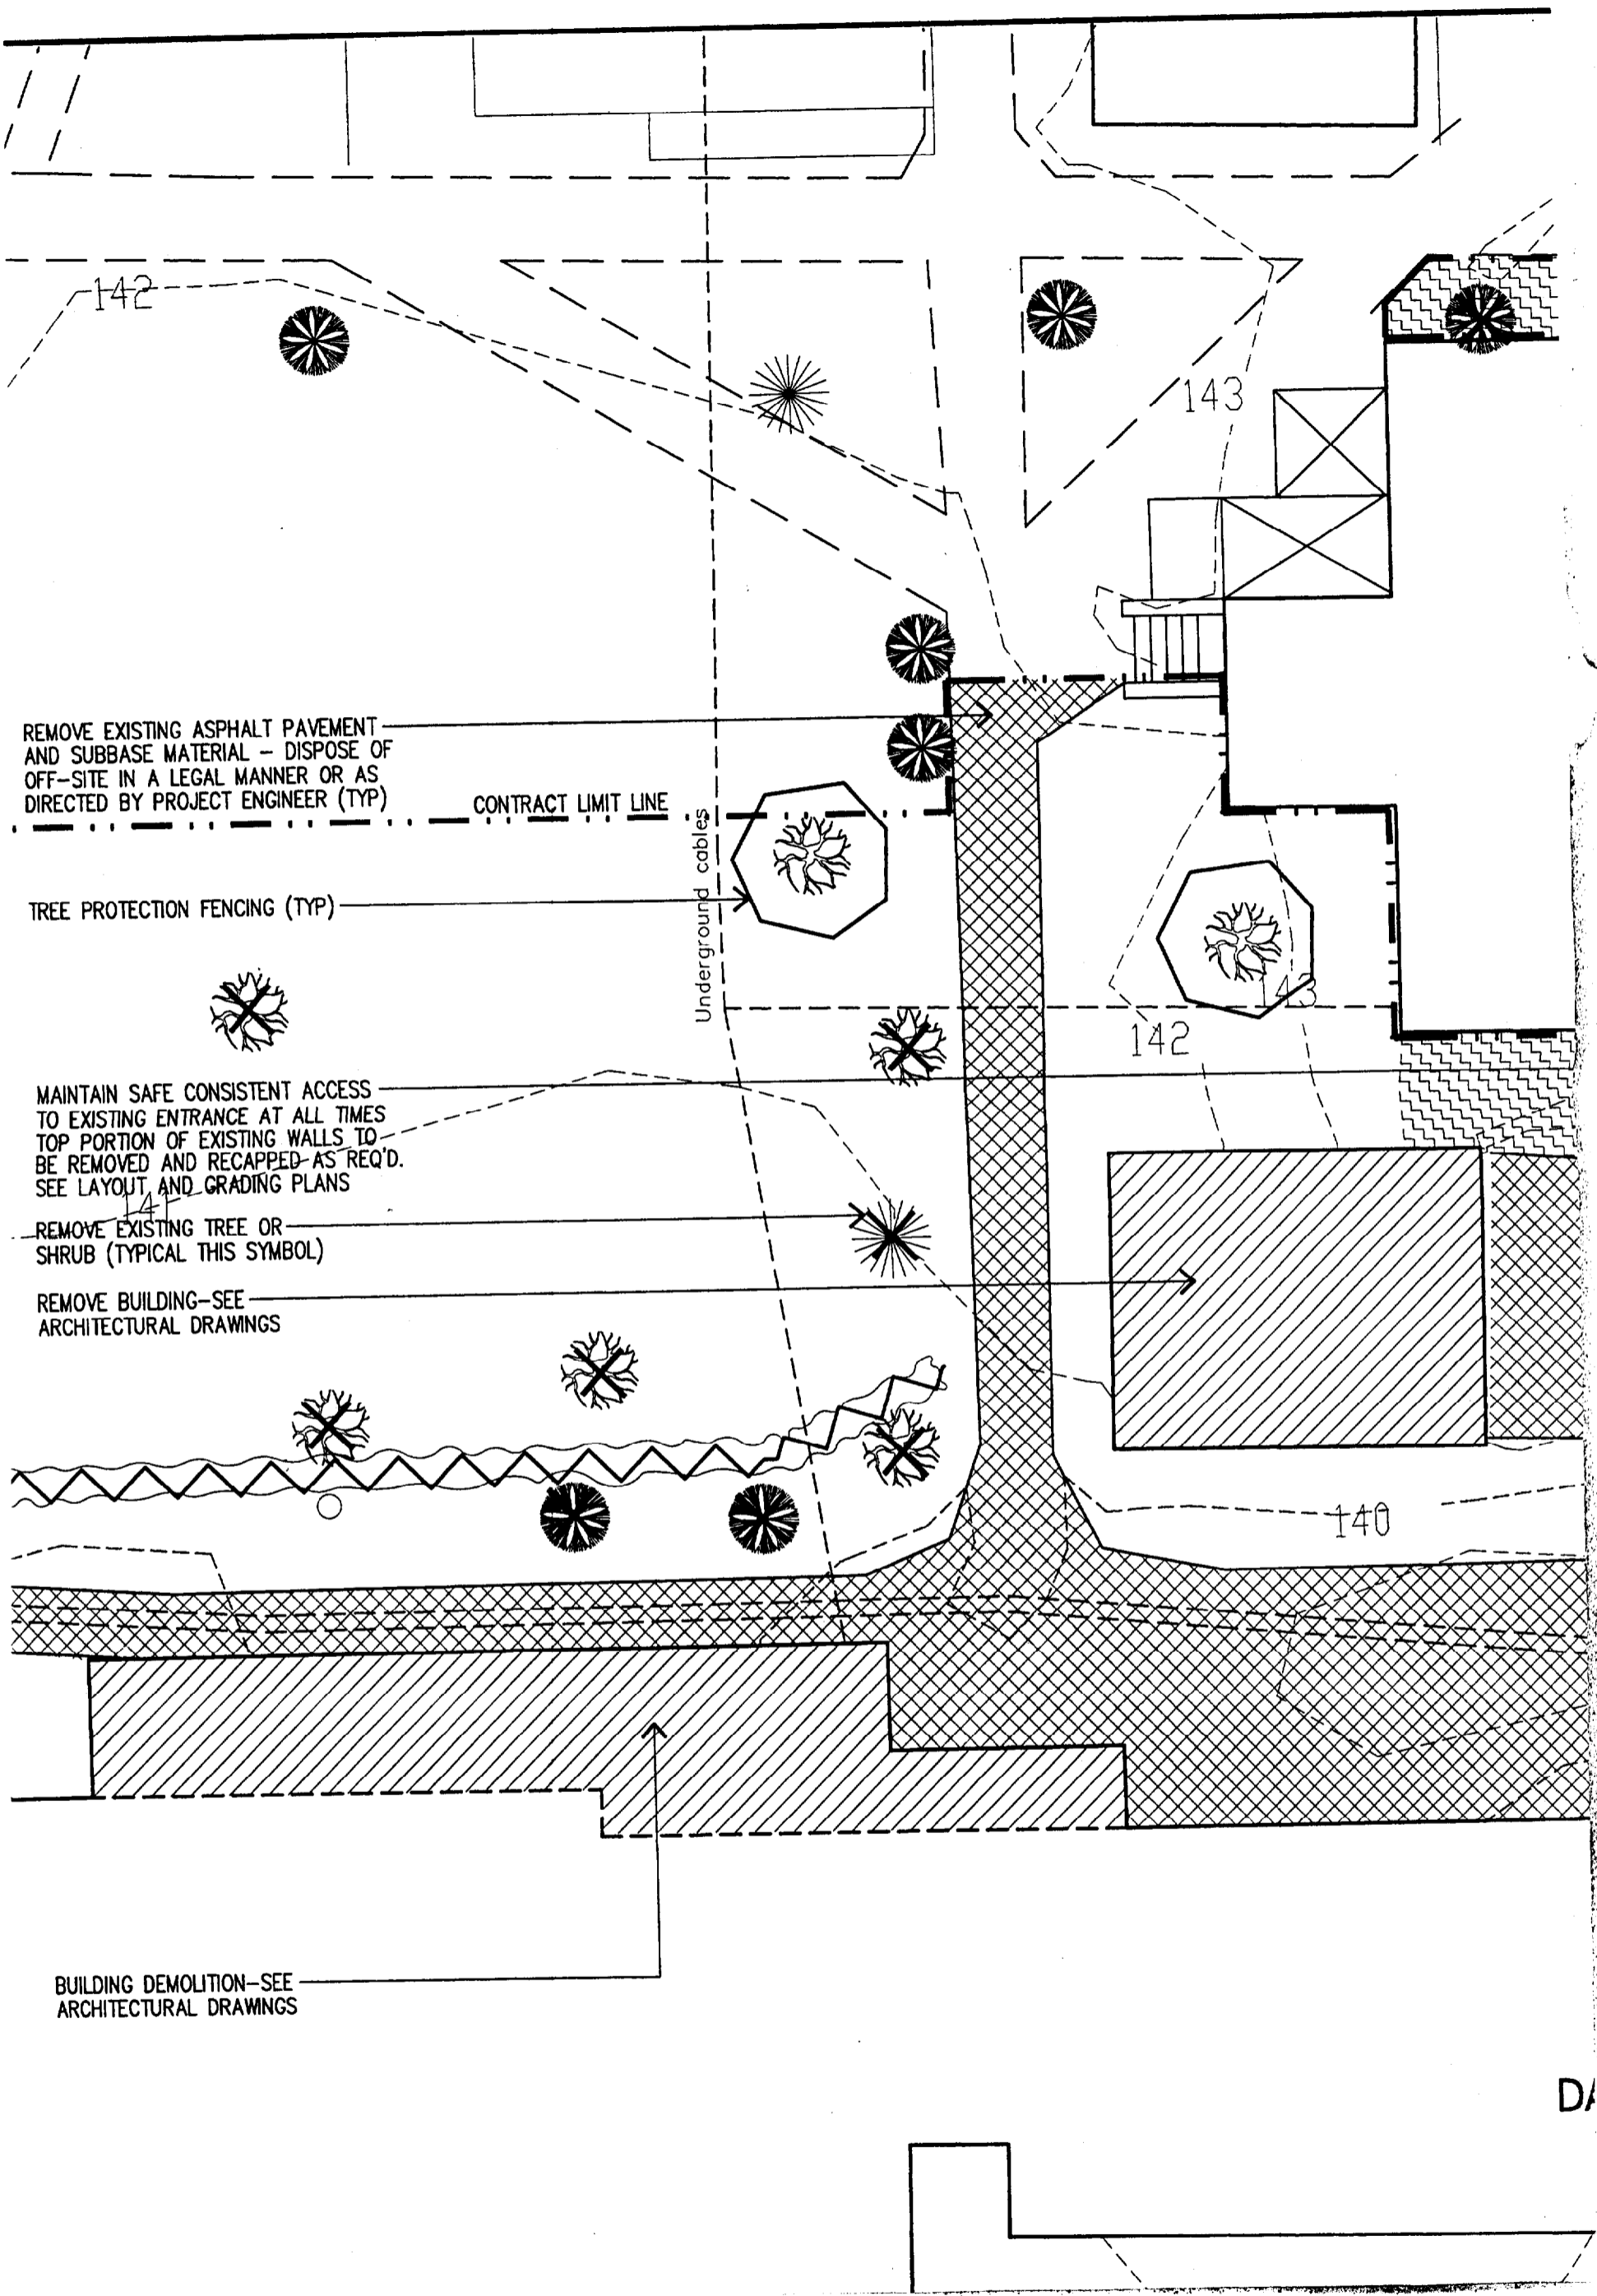 142
143
REMOVE EXISTING ASPHALT PAVEMENT
AND SUBBASE MATERIAL – DISPOSE OF
OFF–SITE IN A LEGAL MANNER OR AS
DIRECTED BY PROJECT ENGINEER (TYP)
CONTRACT LIMIT LINE
Underground cables
TREE PROTECTION FENCING (TYP)
143
142
MAINTAIN SAFE CONSISTENT ACCESS
TO EXISTING ENTRANCE AT ALL TIMES
TOP PORTION OF EXISTING WALLS TO
BE REMOVED AND RECAPPED AS REQ'D.
SEE LAYOUT AND GRADING PLANS
141
REMOVE EXISTING TREE OR
SHRUB (TYPICAL THIS SYMBOL)
REMOVE BUILDING–SEE
ARCHITECTURAL DRAWINGS
140
BUILDING DEMOLITION–SEE
ARCHITECTURAL DRAWINGS